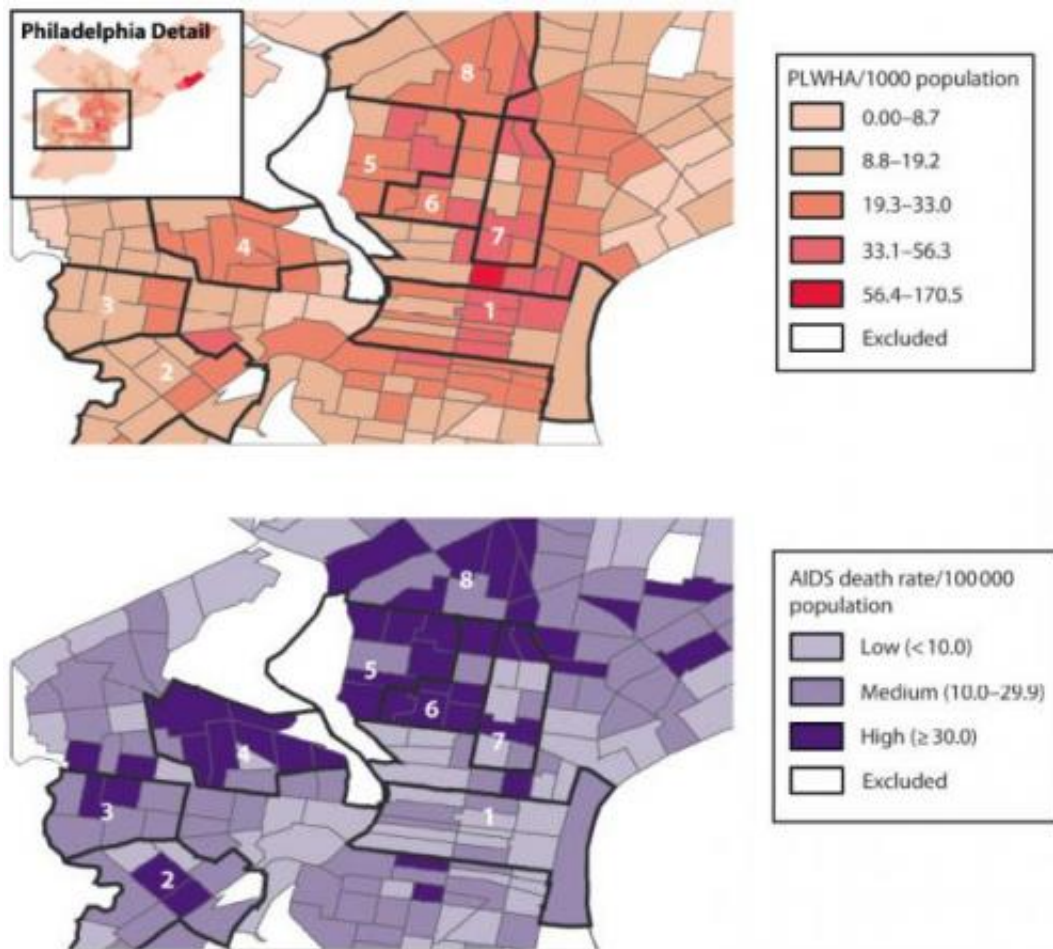 Philadelphia Detail
8
5
6
7
4
3
1
2
PLWHA/1000 population
0.00–8.7
8.8–19.2
19.3–33.0
33.1–56.3
56.4–170.5
Excluded
8
5
6
7
4
3
1
2
AIDS death rate/100 000
population
Low (< 10.0)
Medium (10.0–29.9)
High (≥ 30.0)
Excluded